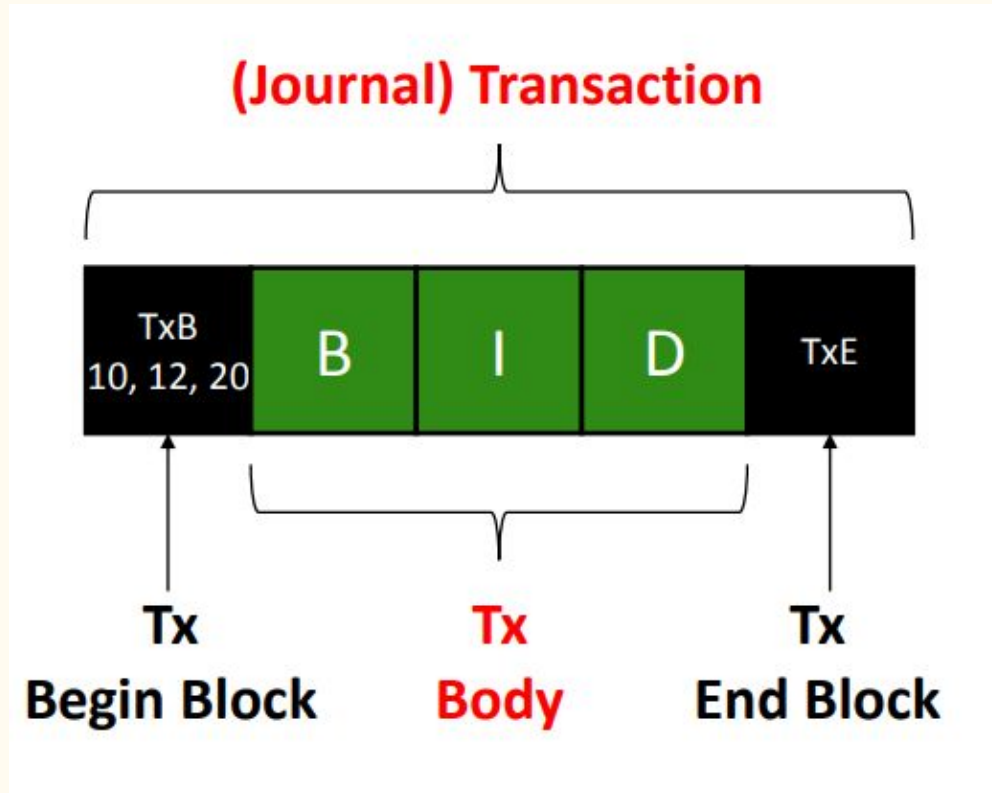 (Journal) Transaction
TxB
10, 12, 20
B
I
D
TxE
Tx
Begin Block
Tx
Body
Tx
End Block